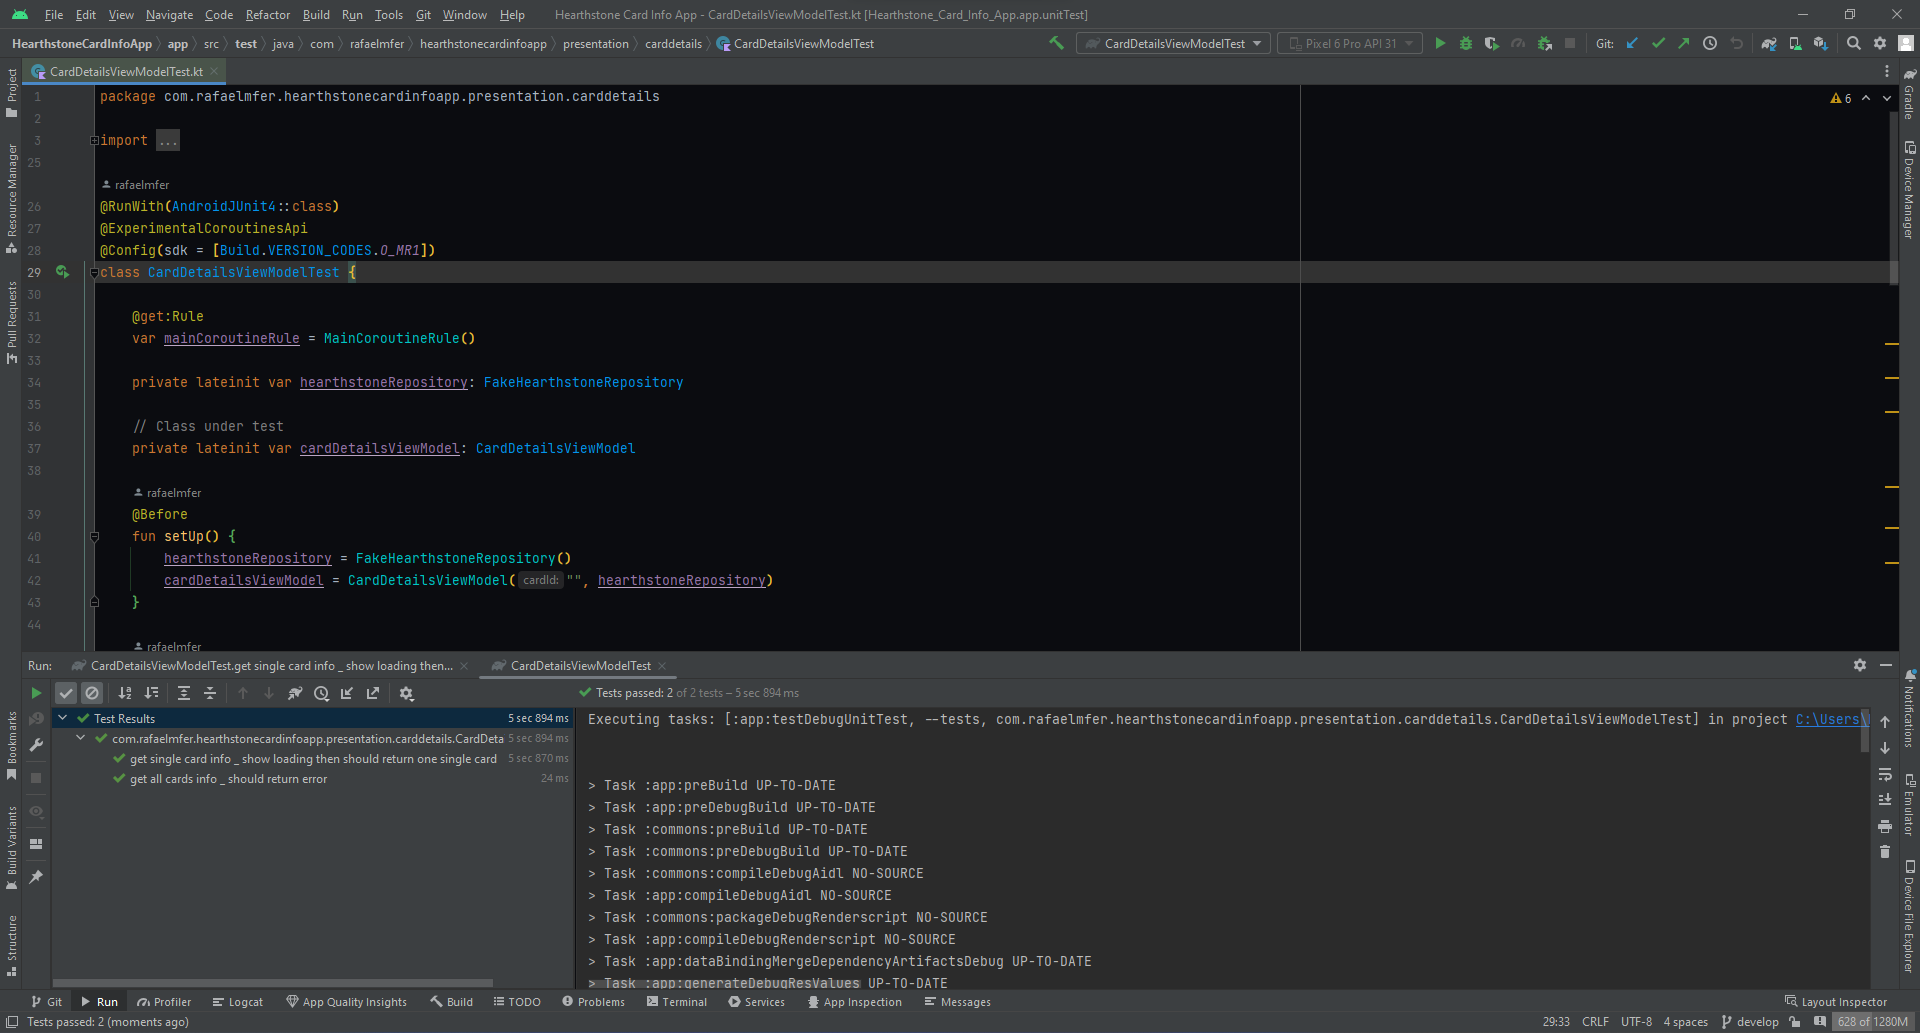 File Edit View Navigate Code Refactor Build Run Tools Git Window Help Hearthstone Card Info App - CardDetailsViewModelTest.kt [Hearthstone_Card_Info_App.app.unitTest]
HearthstoneCardInfoApp app src test java com rafaelmfer hearthstonecardinfoapp presentation carddetails CardDetailsViewModelTest CardDetailsViewModelTest Pixel 6 Pro API 31 Git:
CardDetailsViewModelTest.kt
1 package com.rafaelmfer.hearthstonecardinfoapp.presentation.carddetails
6
2
3 import ...
25
rafaelmfer
26 @RunWith(AndroidJUnit4::class)
27 @ExperimentalCoroutinesApi
28 @Config(sdk = [Build.VERSION_CODES.O_MR1])
29 class CardDetailsViewModelTest {
30
31 @get:Rule
32 var mainCoroutineRule = MainCoroutineRule()
33
34 private lateinit var hearthstoneRepository: FakeHearthstoneRepository
35
36 // Class under test
37 private lateinit var cardDetailsViewModel: CardDetailsViewModel
38
rafaelmfer
39 @Before
40 fun setUp() {
41 hearthstoneRepository = FakeHearthstoneRepository()
42 cardDetailsViewModel = CardDetailsViewModel( cardId: "", hearthstoneRepository)
43 }
44
rafaelmfer
Project
Resource Manager
Pull Requests
Bookmarks
Build Variants
Structure
Gradle
Device Manager
Notifications
Emulator
Device File Explorer
Run: CardDetailsViewModelTest.get single card info _ show loading then... CardDetailsViewModelTest
Tests passed: 2 of 2 tests – 5 sec 894 ms
Test Results 5 sec 894 ms
com.rafaelmfer.hearthstonecardinfoapp.presentation.carddetails.CardDeta 5 sec 894 ms
get single card info _ show loading then should return one single card 5 sec 870 ms
get all cards info _ should return error 24 ms
Executing tasks: [:app:testDebugUnitTest, --tests, com.rafaelmfer.hearthstonecardinfoapp.presentation.carddetails.CardDetailsViewModelTest] in project C:\Users\
> Task :app:preBuild UP-TO-DATE
> Task :app:preDebugBuild UP-TO-DATE
> Task :commons:preBuild UP-TO-DATE
> Task :commons:preDebugBuild UP-TO-DATE
> Task :commons:compileDebugAidl NO-SOURCE
> Task :app:compileDebugAidl NO-SOURCE
> Task :commons:packageDebugRenderscript NO-SOURCE
> Task :app:compileDebugRenderscript NO-SOURCE
> Task :app:dataBindingMergeDependencyArtifactsDebug UP-TO-DATE
> Task :app:generateDebugResValues UP-TO-DATE
Git Run Profiler Logcat App Quality Insights Build TODO Problems Terminal Services App Inspection Messages Layout Inspector
Tests passed: 2 (moments ago) 29:33 CRLF UTF-8 4 spaces develop 628 of 1280M